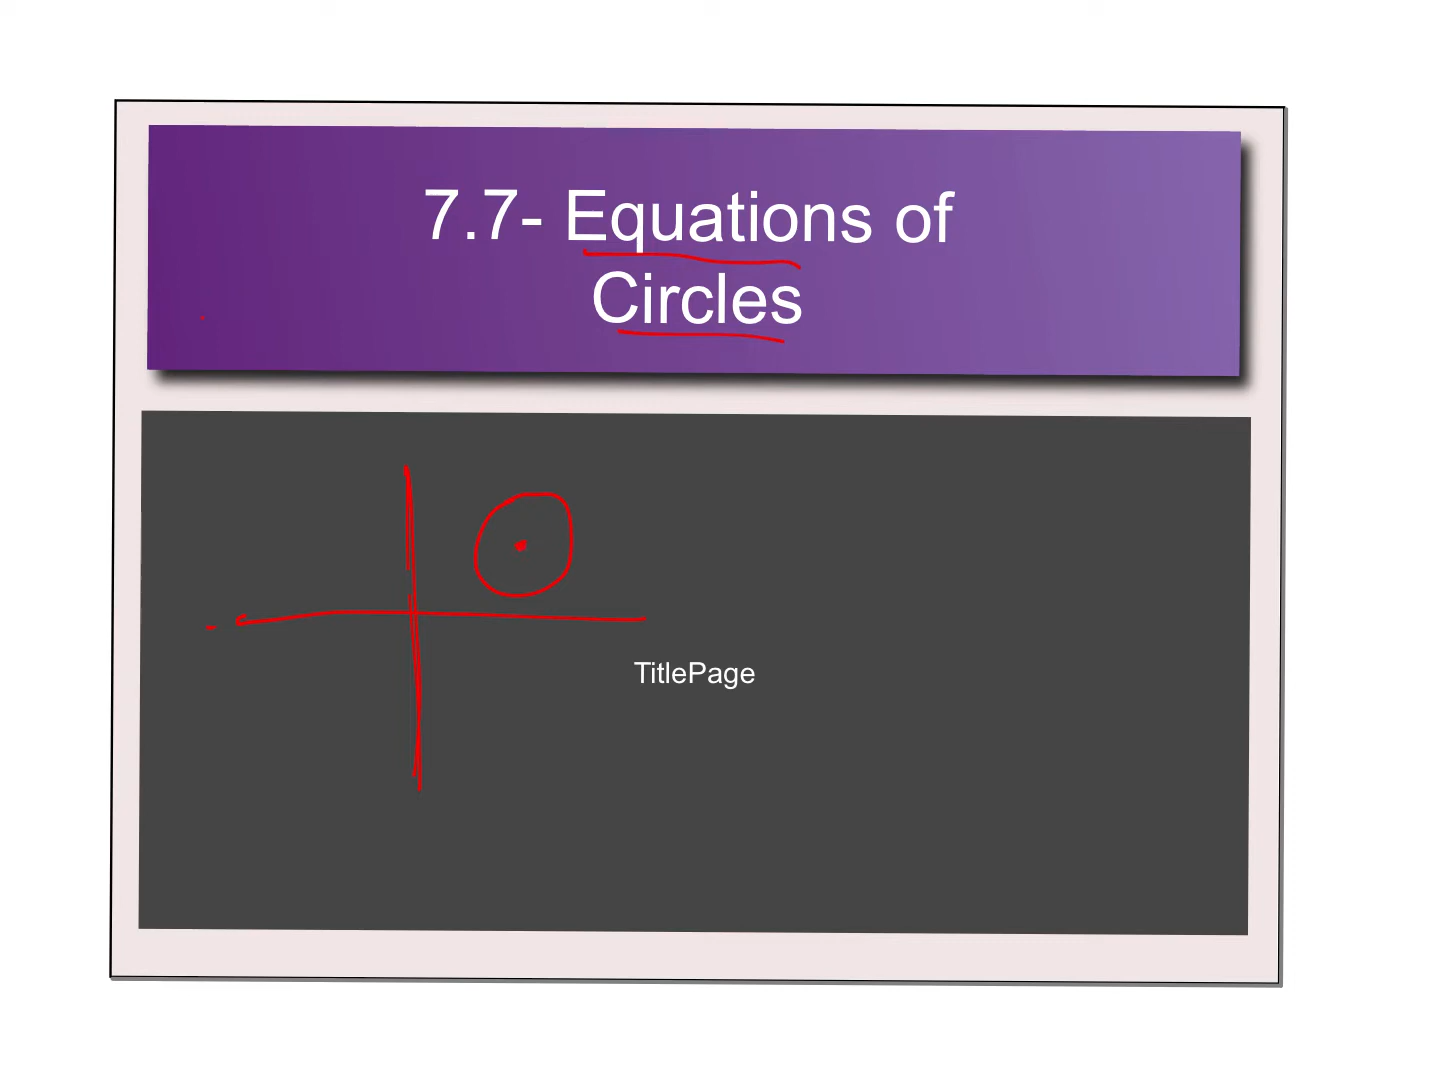 7.7- Equations of
Circles
TitlePage